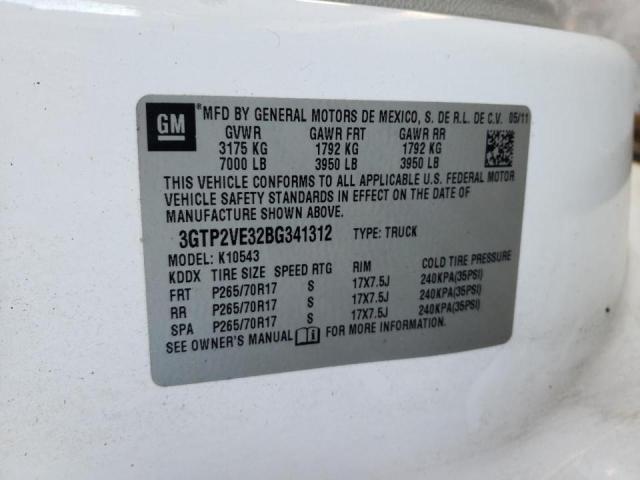 GM
®MFD BY GENERAL MOTORS DE MEXICO, S. DE R.L. DE C.V. 05/11
GVWR GAWR FRT GAWR RR
3175 KG 1792 KG 1792 KG
7000 LB 3950 LB 3950 LB
THIS VEHICLE CONFORMS TO ALL APPLICABLE U.S. FEDERAL MOTOR
VEHICLE SAFETY STANDARDS IN EFFECT ON THE DATE OF
MANUFACTURE SHOWN ABOVE.
3GTP2VE32BG341312 TYPE: TRUCK
MODEL: K10543
KDDX TIRE SIZE SPEED RTG RIM COLD TIRE PRESSURE
FRT P265/70R17 S 17X7.5J 240KPA(35PSI)
RR P265/70R17 S 17X7.5J 240KPA(35PSI)
SPA P265/70R17 S 17X7.5J 240KPA(35PSI)
SEE OWNER'S MANUAL i FOR MORE INFORMATION.